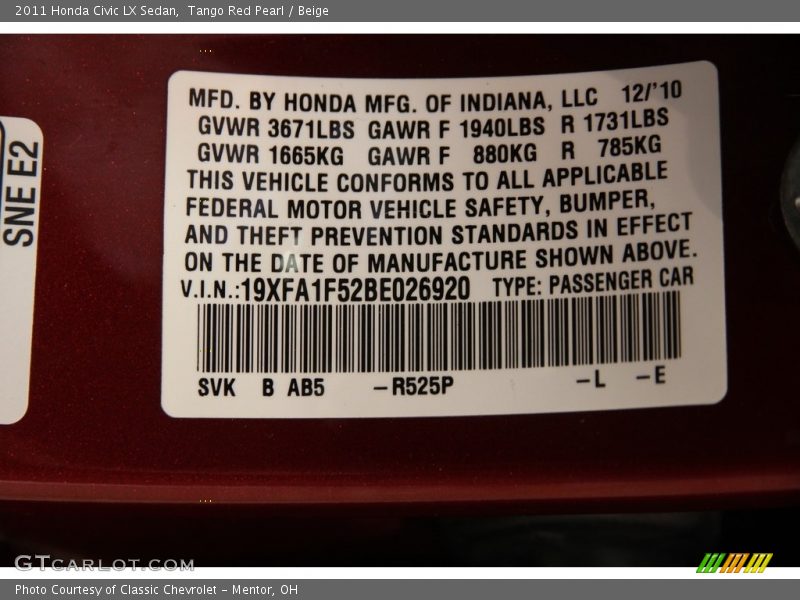 2011 Honda Civic LX Sedan, Tango Red Pearl / Beige
SNE E2
MFD. BY HONDA MFG. OF INDIANA, LLC 12/'10
GVWR 3671LBS GAWR F 1940LBS R 1731LBS
GVWR 1665KG GAWR F 880KG R 785KG
THIS VEHICLE CONFORMS TO ALL APPLICABLE
FEDERAL MOTOR VEHICLE SAFETY, BUMPER,
AND THEFT PREVENTION STANDARDS IN EFFECT
ON THE DATE OF MANUFACTURE SHOWN ABOVE.
V.I.N.:19XFA1F52BE026920 TYPE: PASSENGER CAR
SVK B AB5 -R525P -L -E
GTCARLOT.COM
Photo Courtesy of Classic Chevrolet - Mentor, OH